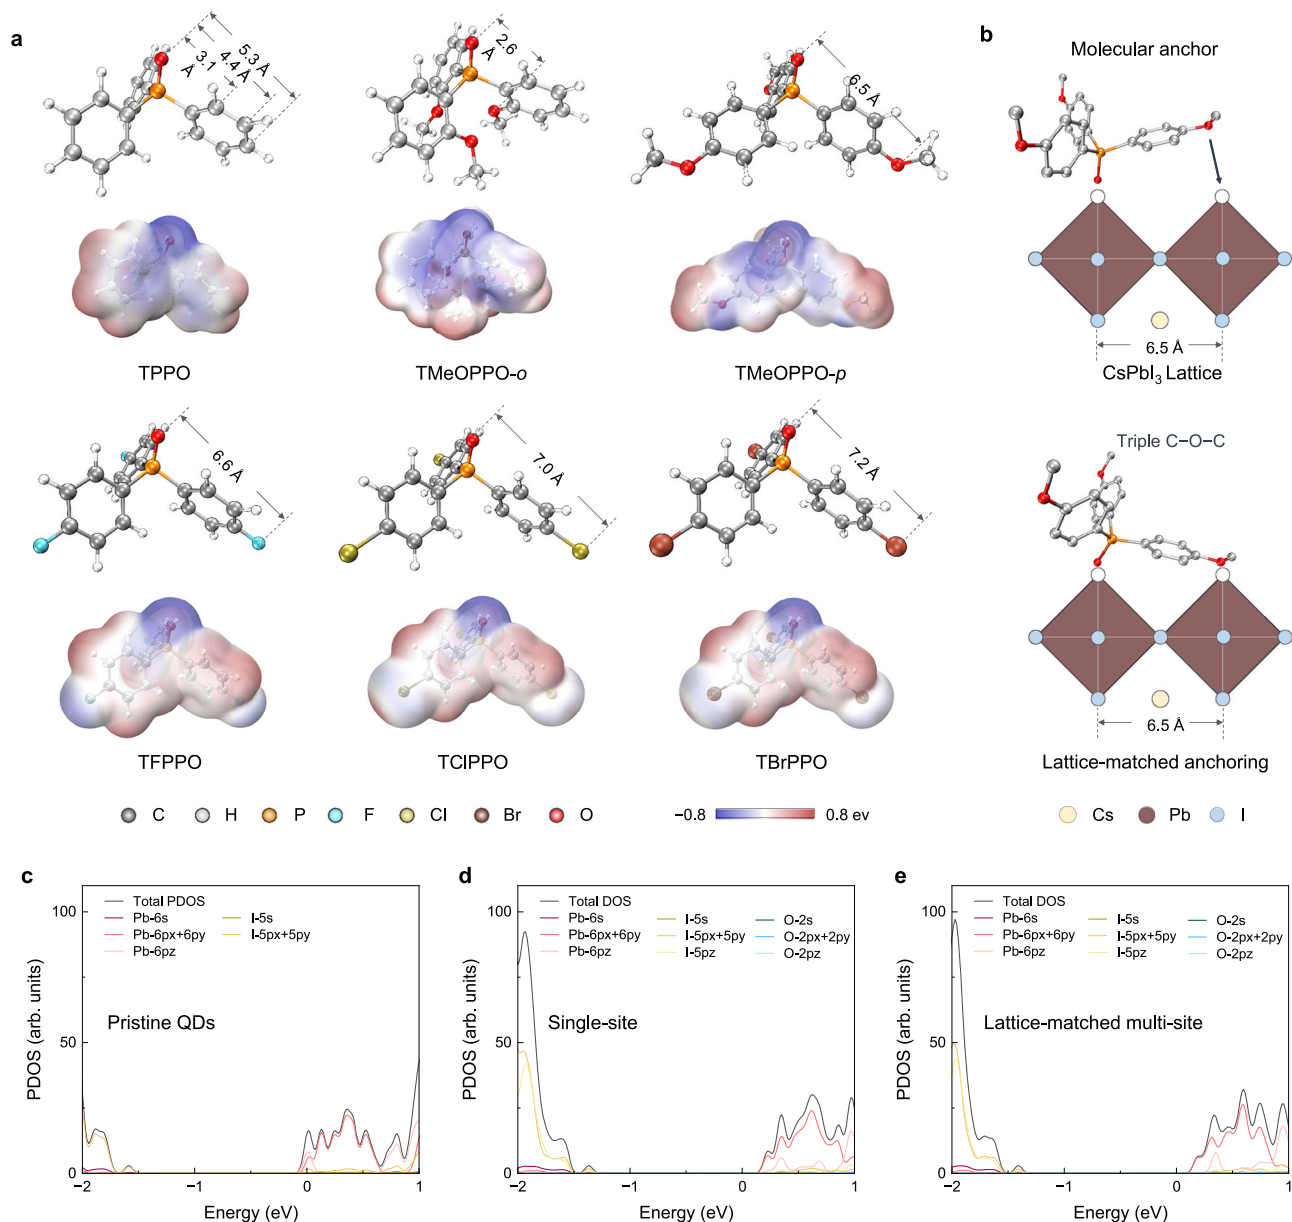 a
b
3.1 Å
4.4 Å
5.3 Å
2.6 Å
6.5 Å
Molecular anchor
6.5 Å
CsPbI3 Lattice
TPPO
TMeOPPO-o
TMeOPPO-p
6.6 Å
7.0 Å
7.2 Å
Triple C−O−C
6.5 Å
Lattice-matched anchoring
TFPPO
TClPPO
TBrPPO
C H P F Cl Br O
−0.8 0.8 ev
Cs Pb I
c
PDOS (arb. units)
100
50
0
Total PDOS
Pb-6s
Pb-6px+6py
Pb-6pz
I-5s
I-5px+5py
Pristine QDs
−2 −1 0 1
Energy (eV)
d
PDOS (arb. units)
100
50
0
Total DOS
Pb-6s
Pb-6px+6py
Pb-6pz
I-5s
I-5px+5py
I-5pz
O-2s
O-2px+2py
O-2pz
Single-site
−2 −1 0 1
Energy (eV)
e
PDOS (arb. units)
100
50
0
Total DOS
Pb-6s
Pb-6px+6py
Pb-6pz
I-5s
I-5px+5py
I-5pz
O-2s
O-2px+2py
O-2pz
Lattice-matched multi-site
−2 −1 0 1
Energy (eV)